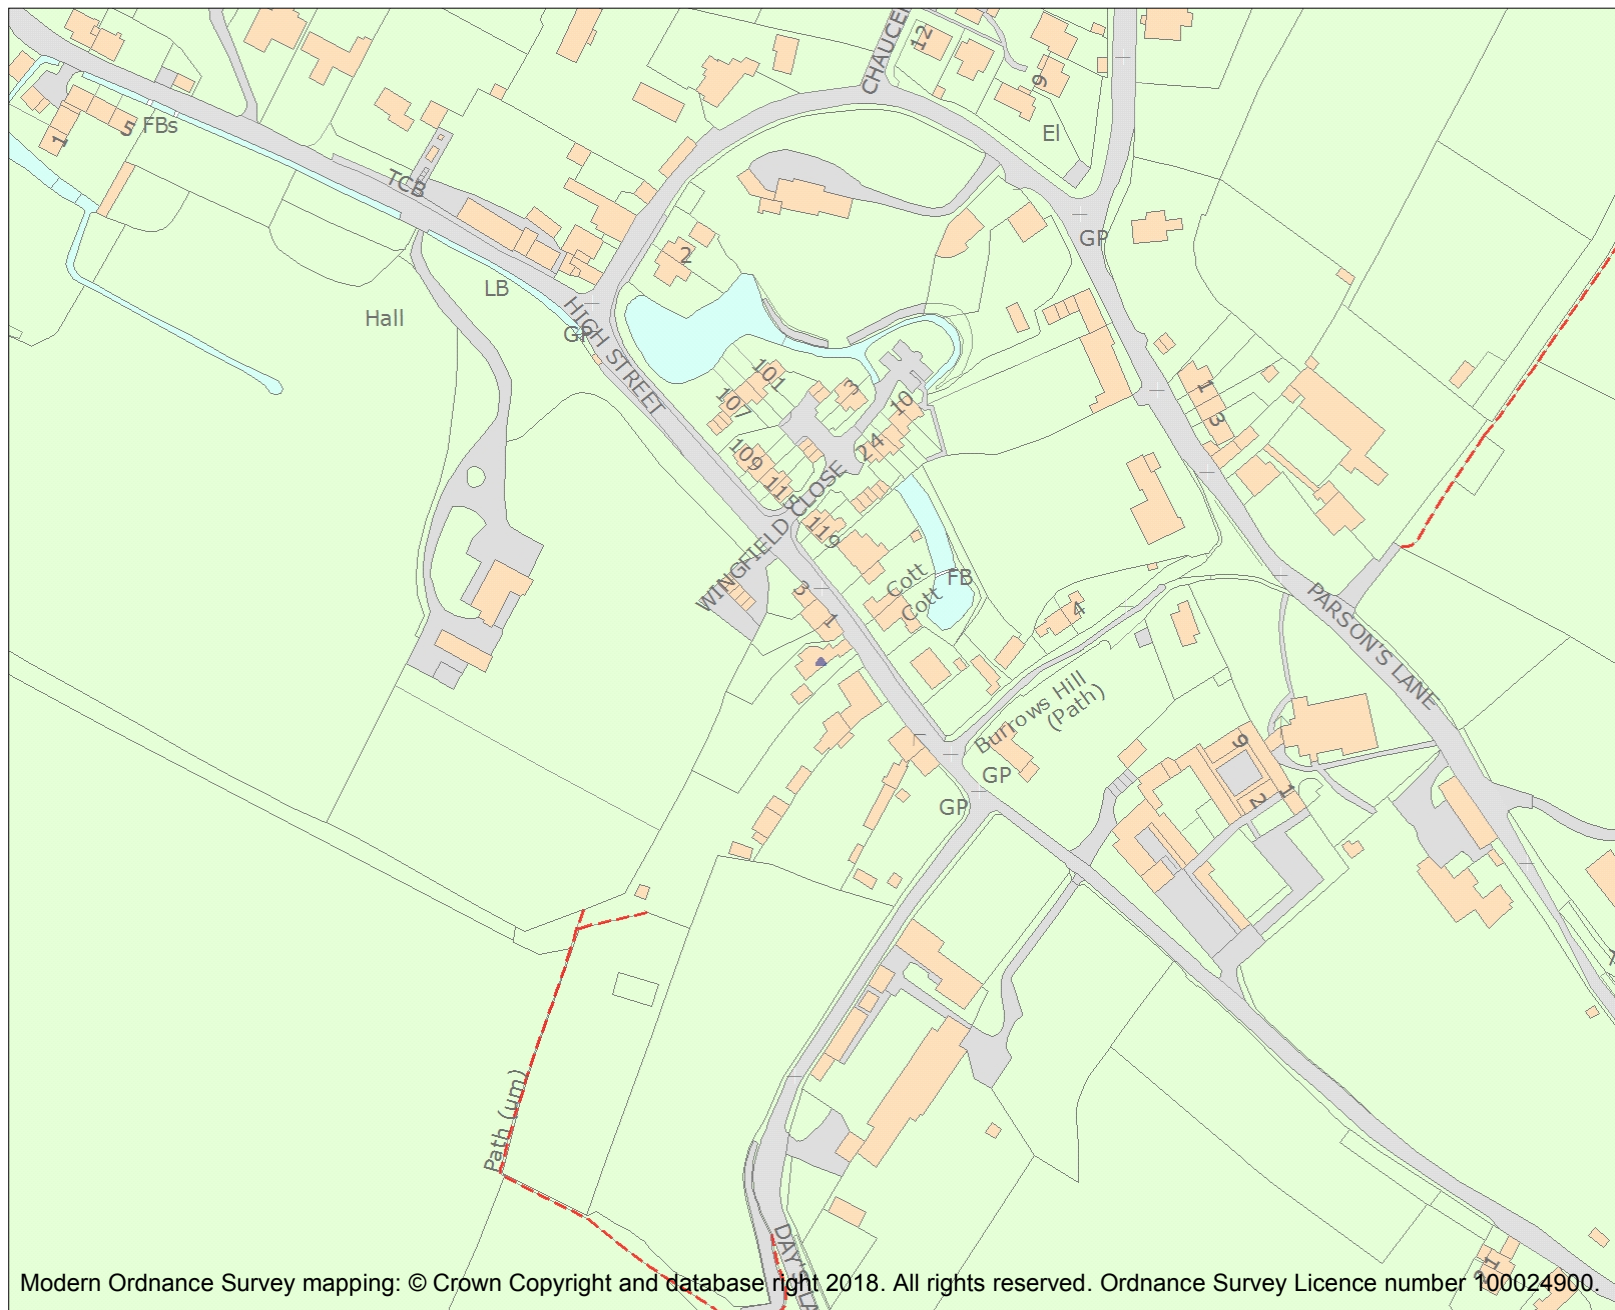 CHAUCER
12
9
1
5
FBs
El
TCB
GP
2
LB
Hall
GP
HIGH STREET
101
107
3
10
1
3
109
24
115
WINGFIELD CLOSE
119
FB
Cott
Cott
3
1
4
PARSON'S LANE
Burrows Hill
(Path)
9
GP
2
1
GP
Path (um)
DAY'S LA
Modern Ordnance Survey mapping: © Crown Copyright and database right 2018. All rights reserved. Ordnance Survey Licence number 100024900.